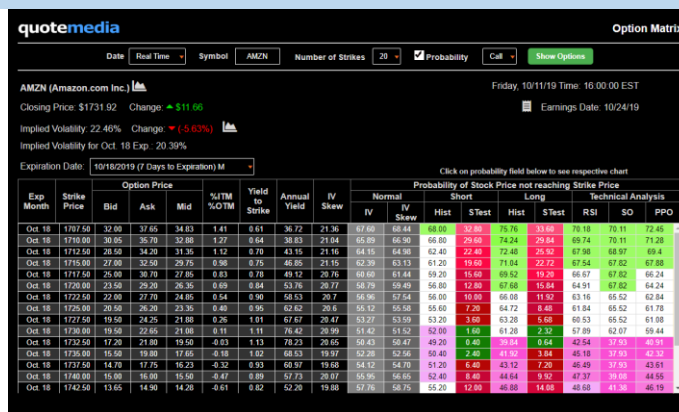 quotemedia Option Matrix
Date Real Time Symbol AMZN Number of Strikes 20 Probability Call Show Options
AMZN (Amazon.com Inc.) Friday, 10/11/19 Time: 16:00:00 EST
Closing Price: $1731.92 Change: $11.66 Earnings Date: 10/24/19
Implied Volatility: 22.46% Change: (-5.63%)
Implied Volatility for Oct. 18 Exp.: 20.39%
Expiration Date: 10/18/2019 (7 Days to Expiration) M Click on probability field below to see respective chart
Option Price Probability of Stock Price not reaching Strike Price
Exp Month Strike Price Bid Ask Mid %ITM %OTM Yield to Strike Annual Yield IV Skew Normal Short Long Technical Analysis
IV IV Skew Hist STest Hist STest RSI SO PPO
Oct. 18 1707.50 32.00 37.65 34.83 1.41 0.61 36.72 21.36 67.60 68.44 68.00 32.80 75.76 33.60 70.18 70.11 72.45
Oct. 18 1710.00 30.05 35.70 32.88 1.27 0.64 38.83 21.04 65.89 66.90 66.80 29.60 74.24 29.84 69.74 70.11 71.28
Oct. 18 1712.50 28.50 34.20 31.35 1.12 0.70 43.15 21.16 64.15 64.98 62.40 22.40 72.48 25.92 67.98 68.97 69.4
Oct. 18 1715.00 27.00 32.50 29.75 0.98 0.75 46.85 21.15 62.39 63.13 61.20 19.60 71.04 22.72 67.54 67.82 67.88
Oct. 18 1717.50 25.00 30.70 27.85 0.83 0.78 49.12 20.76 60.60 61.44 59.20 15.60 69.52 19.20 66.67 67.82 66.24
Oct. 18 1720.00 23.50 29.20 26.35 0.69 0.84 53.76 20.77 58.79 59.49 56.80 12.80 67.68 15.84 64.91 67.82 64.24
Oct. 18 1722.50 22.00 27.70 24.85 0.54 0.90 58.53 20.7 56.96 57.54 56.00 10.00 66.08 11.92 63.16 65.52 62.84
Oct. 18 1725.00 20.50 26.20 23.35 0.40 0.95 62.62 20.6 55.12 55.58 55.60 7.20 64.72 8.48 61.84 65.52 61.78
Oct. 18 1727.50 19.50 24.25 21.88 0.26 1.01 67.67 20.47 53.27 53.59 53.20 3.60 63.28 5.68 60.53 65.52 61.08
Oct. 18 1730.00 19.50 22.65 21.08 0.11 1.11 76.42 20.99 51.42 51.52 52.00 1.60 61.28 2.32 57.89 62.07 59.44
Oct. 18 1732.50 17.20 21.80 19.50 -0.03 1.13 78.23 20.65 50.43 50.47 49.20 0.40 39.84 0.64 42.54 37.93 40.91
Oct. 18 1735.00 15.50 19.80 17.65 -0.18 1.02 68.53 19.97 52.28 52.56 50.40 2.40 41.92 3.84 45.18 37.93 42.32
Oct. 18 1737.50 14.70 17.75 16.23 -0.32 0.93 60.97 19.68 54.12 54.70 51.20 6.40 43.12 7.20 46.49 37.93 43.61
Oct. 18 1740.00 15.00 16.00 15.50 -0.47 0.89 57.73 20.07 55.95 56.65 52.40 8.40 44.64 9.92 47.37 39.08 44.55
Oct. 18 1742.50 13.65 14.90 14.28 -0.61 0.82 52.20 19.88 57.76 58.75 55.20 12.00 46.88 14.08 48.68 41.38 46.19